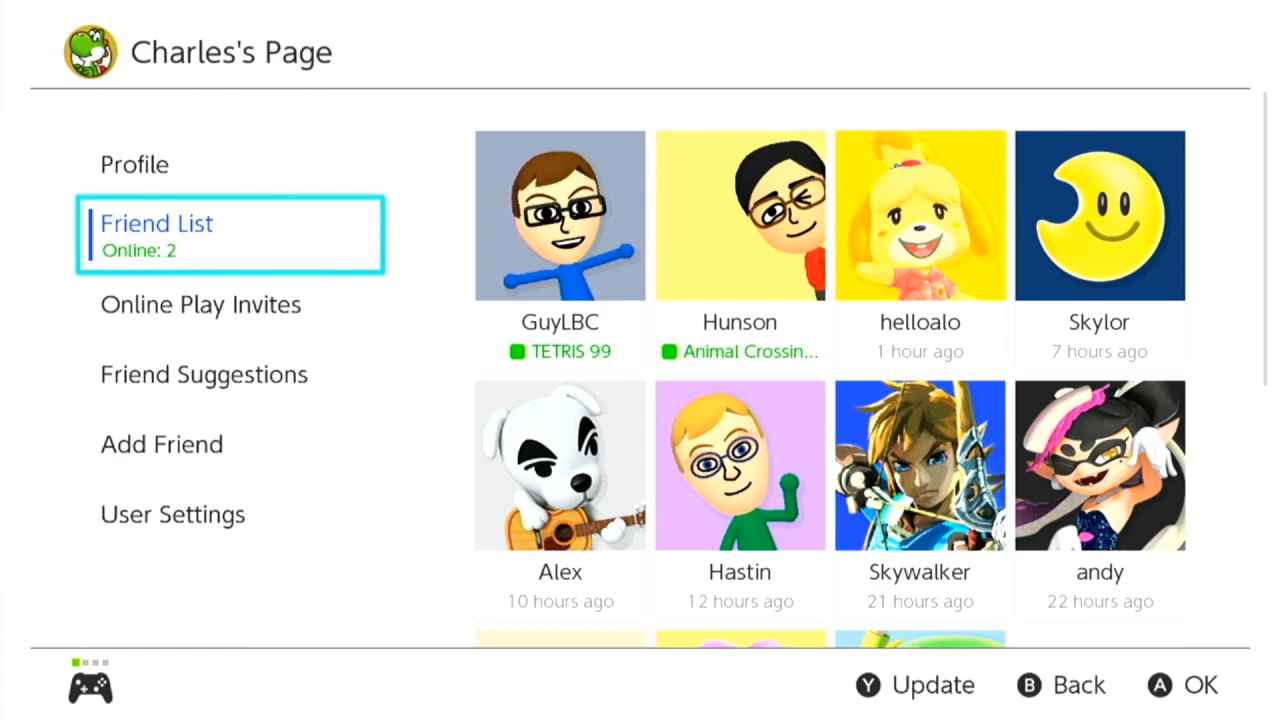 Charles's Page
Profile
Friend List
Online: 2
Online Play Invites
Friend Suggestions
Add Friend
User Settings
GuyLBC
TETRIS 99
Hunson
Animal Crossin...
helloalo
1 hour ago
Skylor
7 hours ago
Alex
10 hours ago
Hastin
12 hours ago
Skywalker
21 hours ago
andy
22 hours ago
Y Update
B Back
A OK